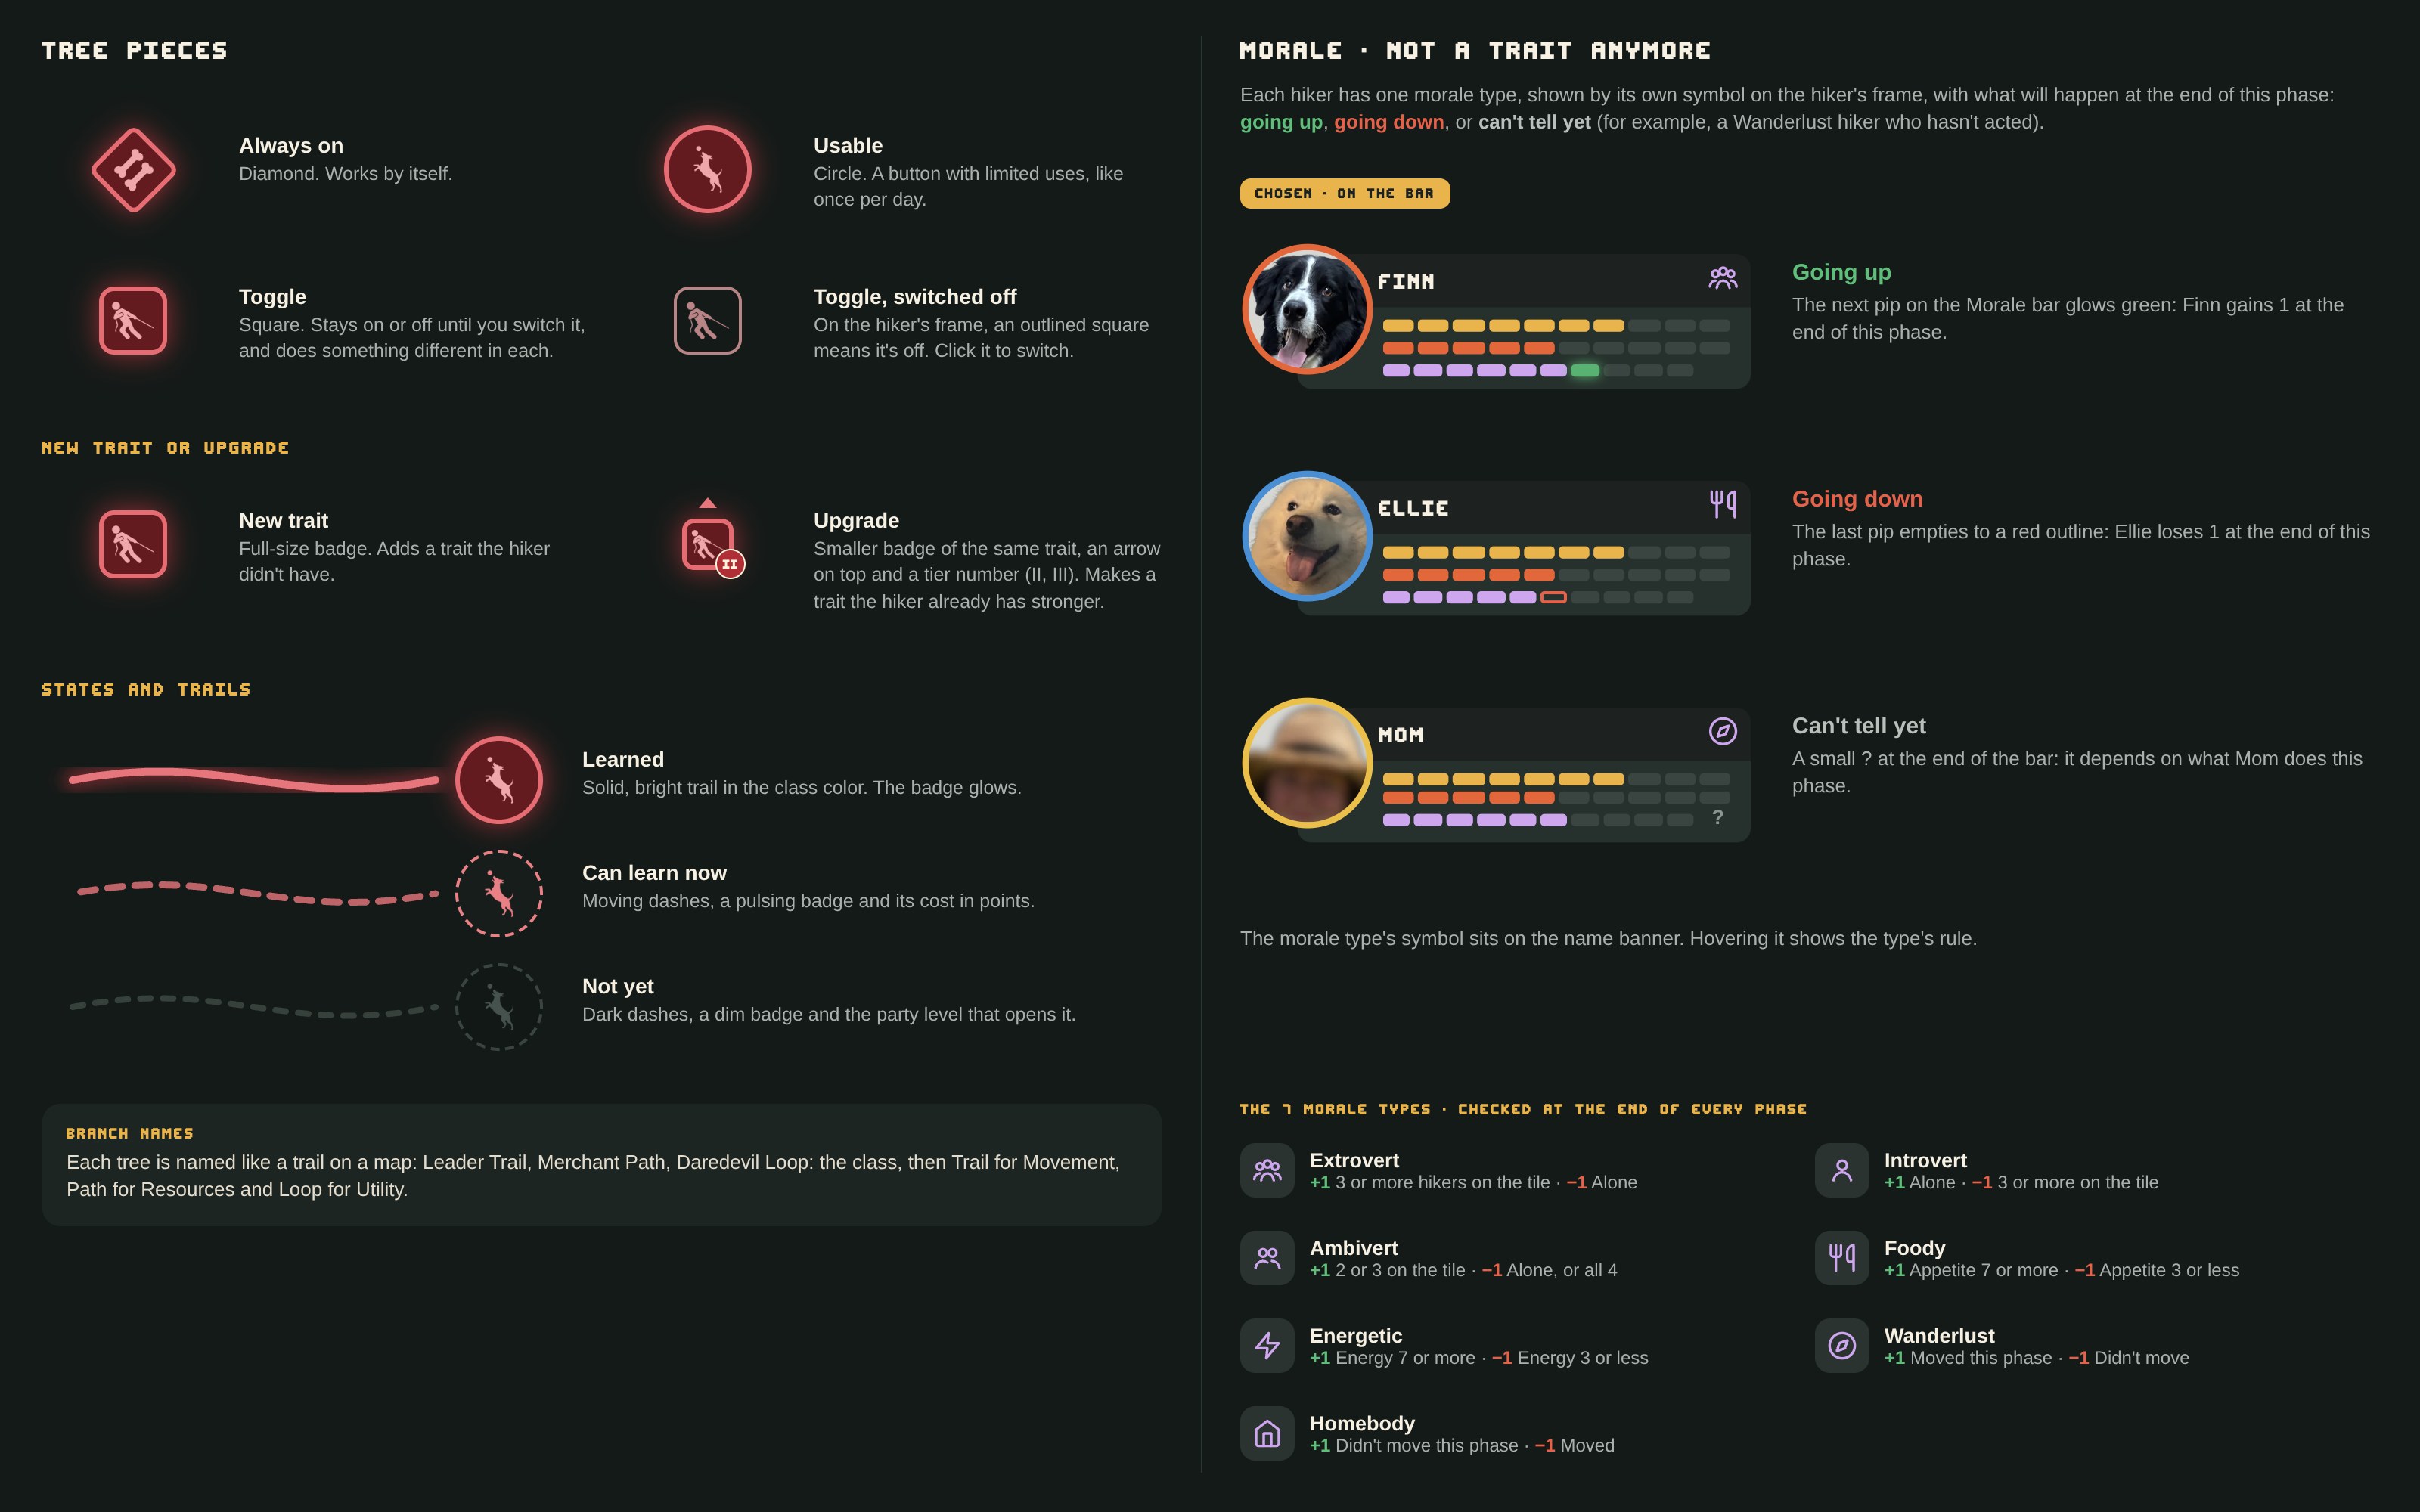 TREE PIECES
Always on
Diamond. Works by itself.
Usable
Circle. A button with limited uses, like
once per day.
Toggle
Square. Stays on or off until you switch it,
and does something different in each.
Toggle, switched off
On the hiker's frame, an outlined square
means it's off. Click it to switch.
NEW TRAIT OR UPGRADE
New trait
Full-size badge. Adds a trait the hiker
didn't have.
II
Upgrade
Smaller badge of the same trait, an arrow
on top and a tier number (II, III). Makes a
trait the hiker already has stronger.
STATES AND TRAILS
Learned
Solid, bright trail in the class color. The badge glows.
Can learn now
Moving dashes, a pulsing badge and its cost in points.
Not yet
Dark dashes, a dim badge and the party level that opens it.
BRANCH NAMES
Each tree is named like a trail on a map: Leader Trail, Merchant Path, Daredevil Loop: the class, then Trail for Movement,
Path for Resources and Loop for Utility.
MORALE · NOT A TRAIT ANYMORE
Each hiker has one morale type, shown by its own symbol on the hiker's frame, with what will happen at the end of this phase:
going up, going down, or can't tell yet (for example, a Wanderlust hiker who hasn't acted).
CHOSEN · ON THE BAR
FINN
Going up
The next pip on the Morale bar glows green: Finn gains 1 at the
end of this phase.
ELLIE
Going down
The last pip empties to a red outline: Ellie loses 1 at the end of this
phase.
MOM
?
Can't tell yet
A small ? at the end of the bar: it depends on what Mom does this
phase.
The morale type's symbol sits on the name banner. Hovering it shows the type's rule.
THE 7 MORALE TYPES · CHECKED AT THE END OF EVERY PHASE
Extrovert
+1 3 or more hikers on the tile · −1 Alone
Introvert
+1 Alone · −1 3 or more on the tile
Ambivert
+1 2 or 3 on the tile · −1 Alone, or all 4
Foody
+1 Appetite 7 or more · −1 Appetite 3 or less
Energetic
+1 Energy 7 or more · −1 Energy 3 or less
Wanderlust
+1 Moved this phase · −1 Didn't move
Homebody
+1 Didn't move this phase · −1 Moved